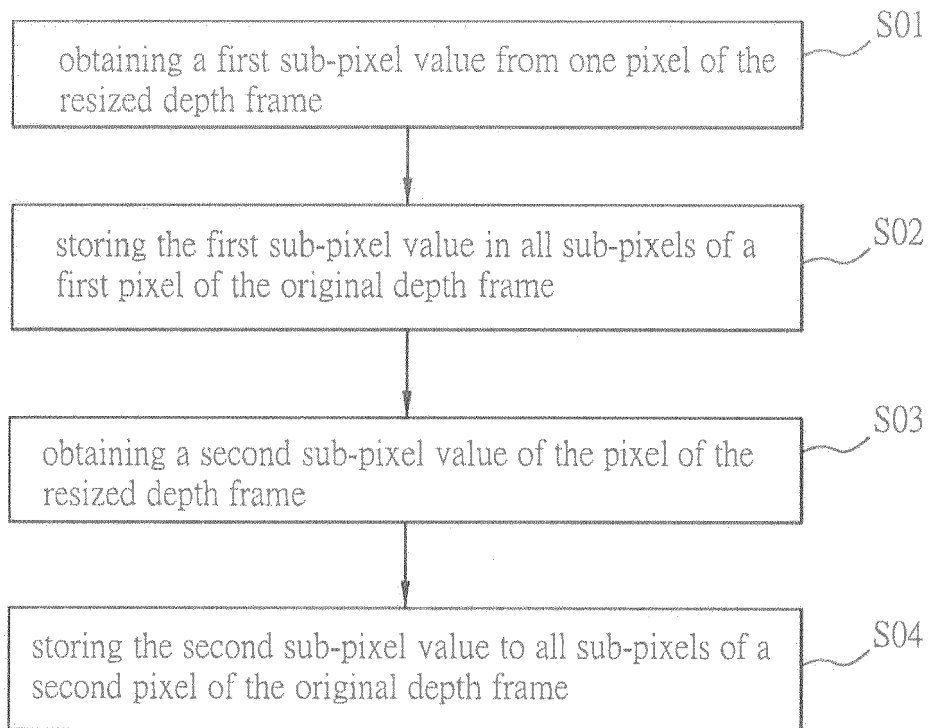 S01
obtaining a first sub-pixel value from one pixel of the
resized depth frame
S02
storing the first sub-pixel value in all sub-pixels of a
first pixel of the original depth frame
S03
obtaining a second sub-pixel value of the pixel of the
resized depth frame
S04
storing the second sub-pixel value to all sub-pixels of a
second pixel of the original depth frame